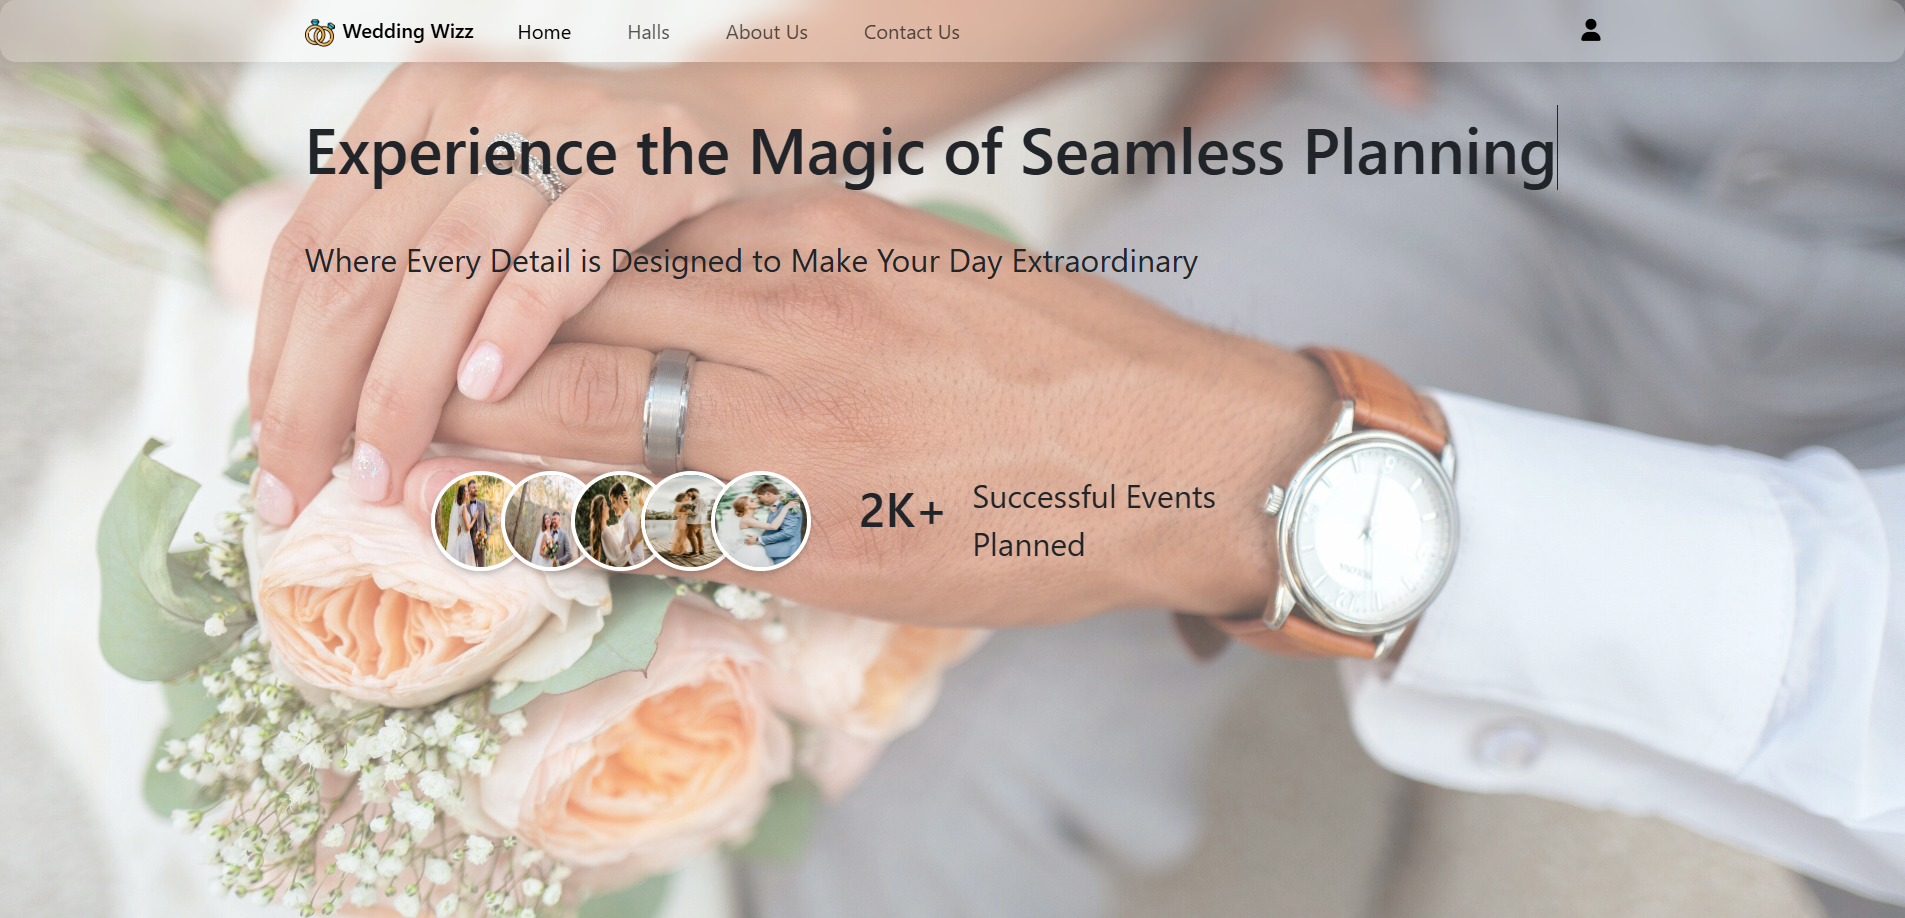 Wedding Wizz Home Halls About Us Contact Us
Experience the Magic of Seamless Planning
Where Every Detail is Designed to Make Your Day Extraordinary
2K+ Successful Events
Planned